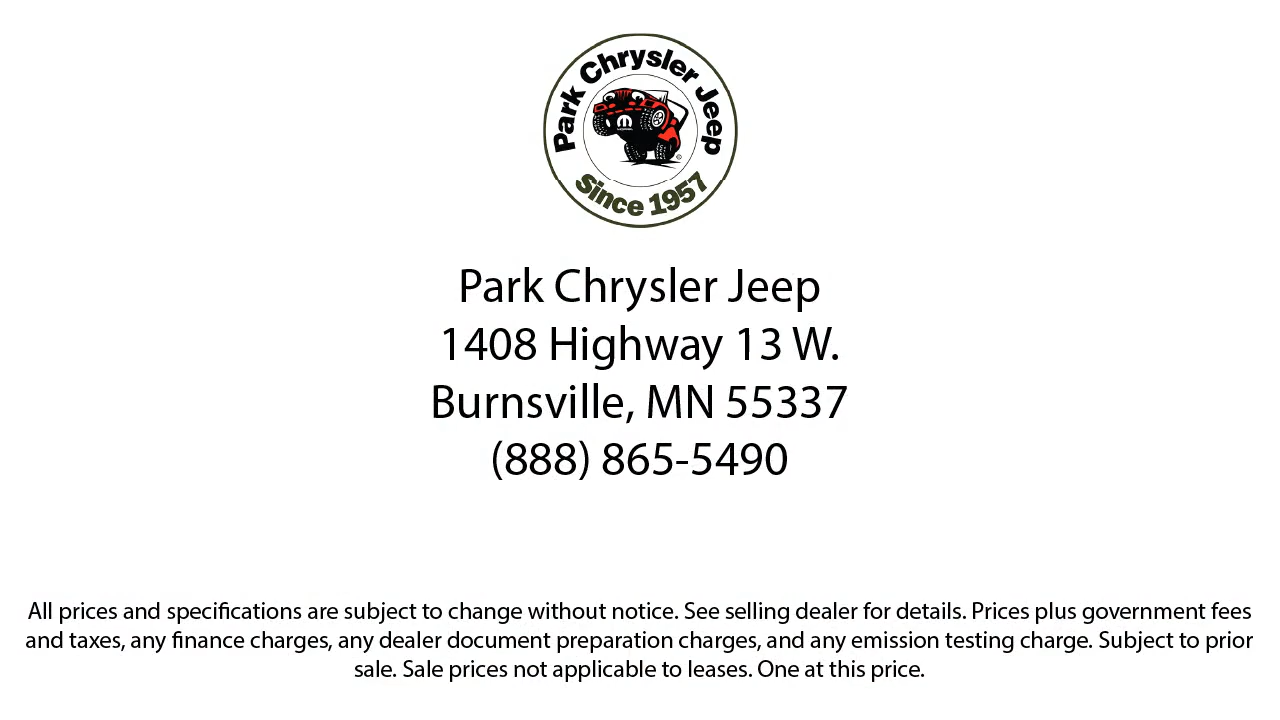 Park Chrysler Jeep
Since 1957
Park Chrysler Jeep
1408 Highway 13 W.
Burnsville, MN 55337
(888) 865-5490
All prices and specifications are subject to change without notice. See selling dealer for details. Prices plus government fees
and taxes, any finance charges, any dealer document preparation charges, and any emission testing charge. Subject to prior
sale. Sale prices not applicable to leases. One at this price.